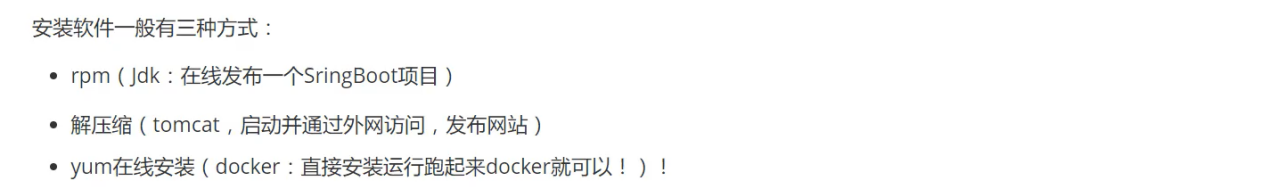 安装软件一般有三种方式：
• rpm（Jdk：在线发布一个SringBoot项目）
• 解压缩（tomcat，启动并通过外网访问，发布网站）
• yum在线安装（docker：直接安装运行跑起来docker就可以！）！